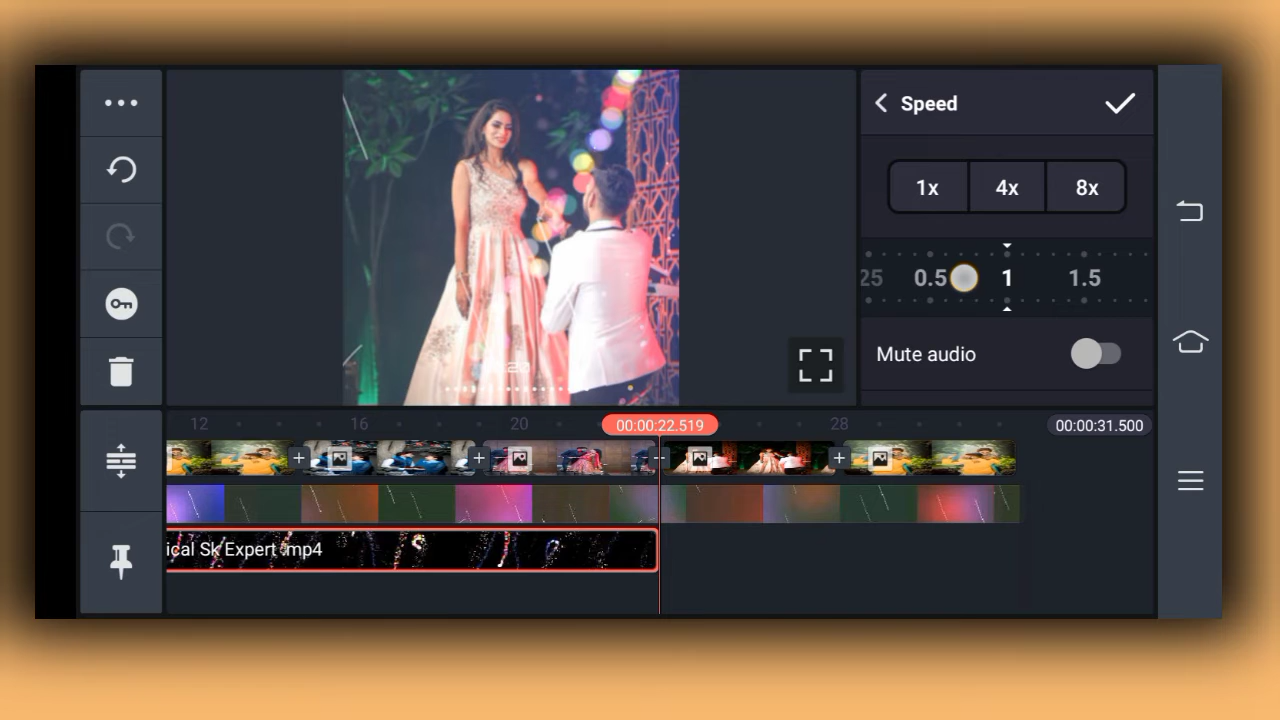 Speed
1x 4x 8x
25 0.5 1 1.5
Mute audio
12 16 20 00:00:22.519 28 00:00:31.500
ical Sk Expert .mp4